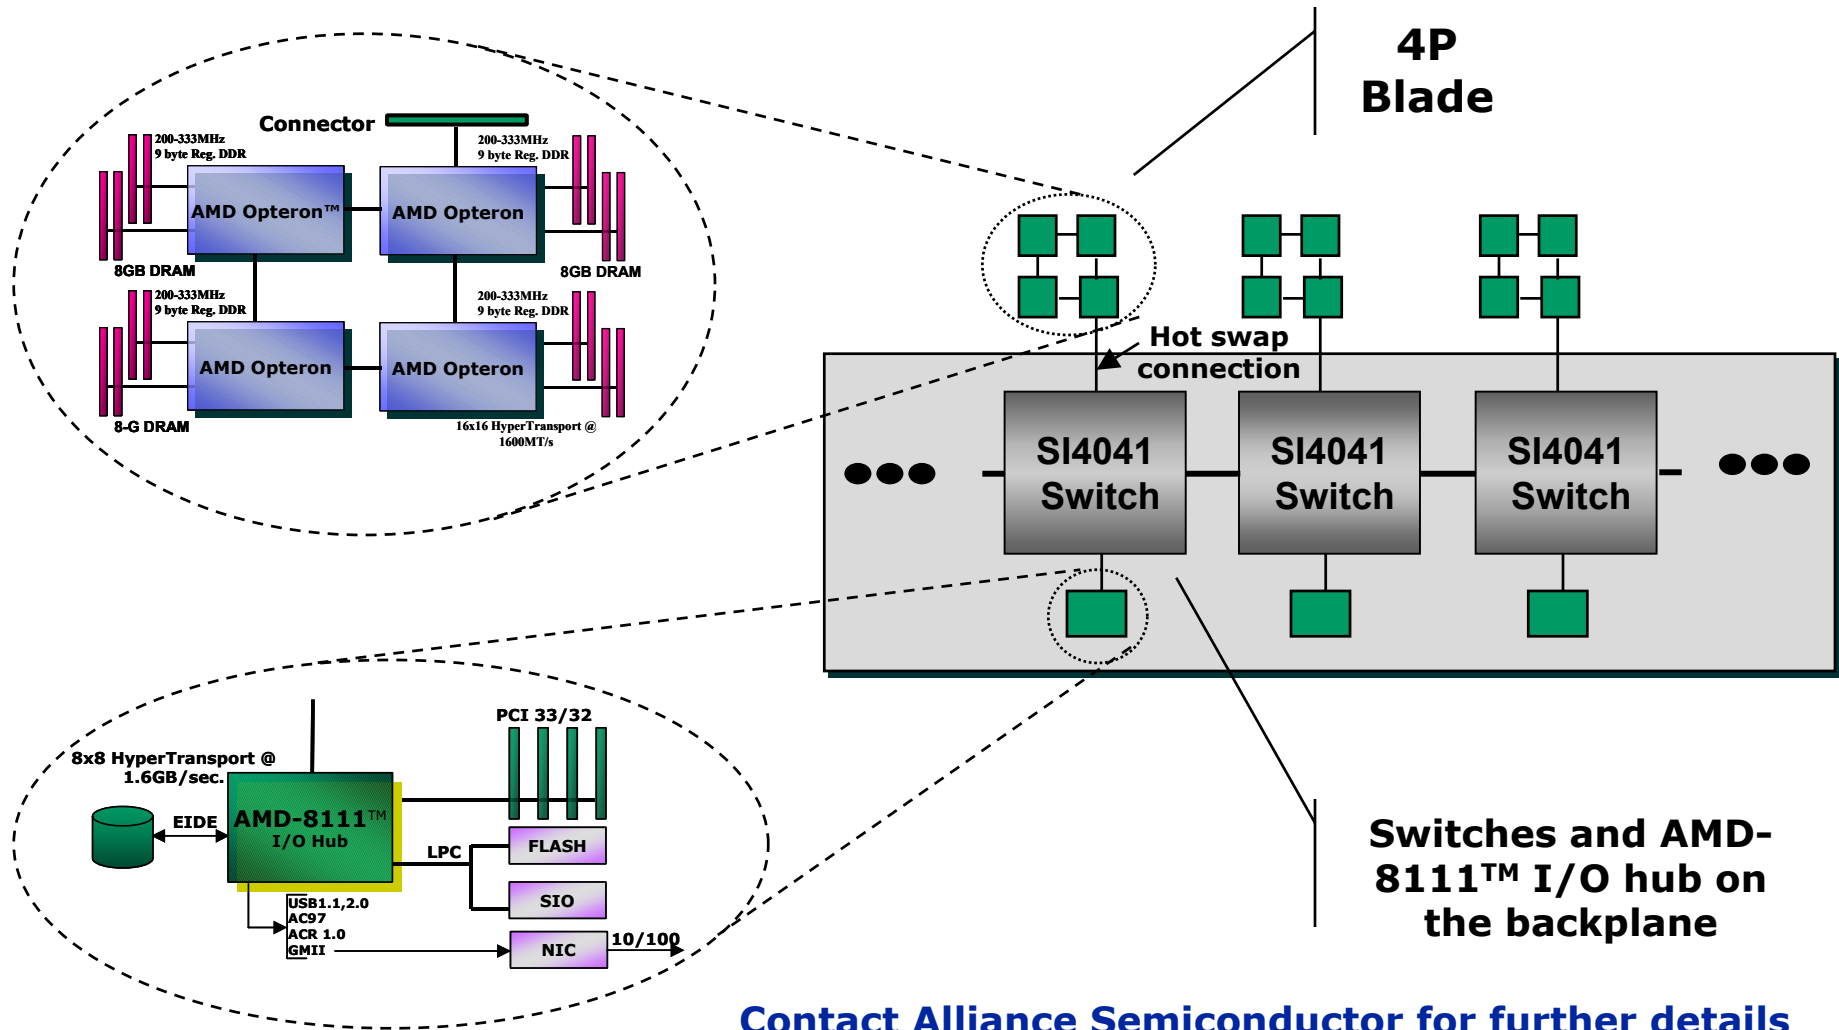 4P
Blade
Connector
200-333MHz
9 byte Reg. DDR
200-333MHz
9 byte Reg. DDR
AMD Opteron™
AMD Opteron
8GB DRAM
8GB DRAM
200-333MHz
9 byte Reg. DDR
200-333MHz
9 byte Reg. DDR
AMD Opteron
AMD Opteron
8-G DRAM
16x16 HyperTransport @
1600MT/s
Hot swap
connection
SI4041
Switch
SI4041
Switch
SI4041
Switch
PCI 33/32
8x8 HyperTransport @
1.6GB/sec.
EIDE
AMD-8111™
I/O Hub
LPC
FLASH
SIO
USB1.1,2.0
AC97
ACR 1.0
GMII
NIC
10/100
Switches and AMD-
8111™ I/O hub on
the backplane
Contact Alliance Semiconductor for further details